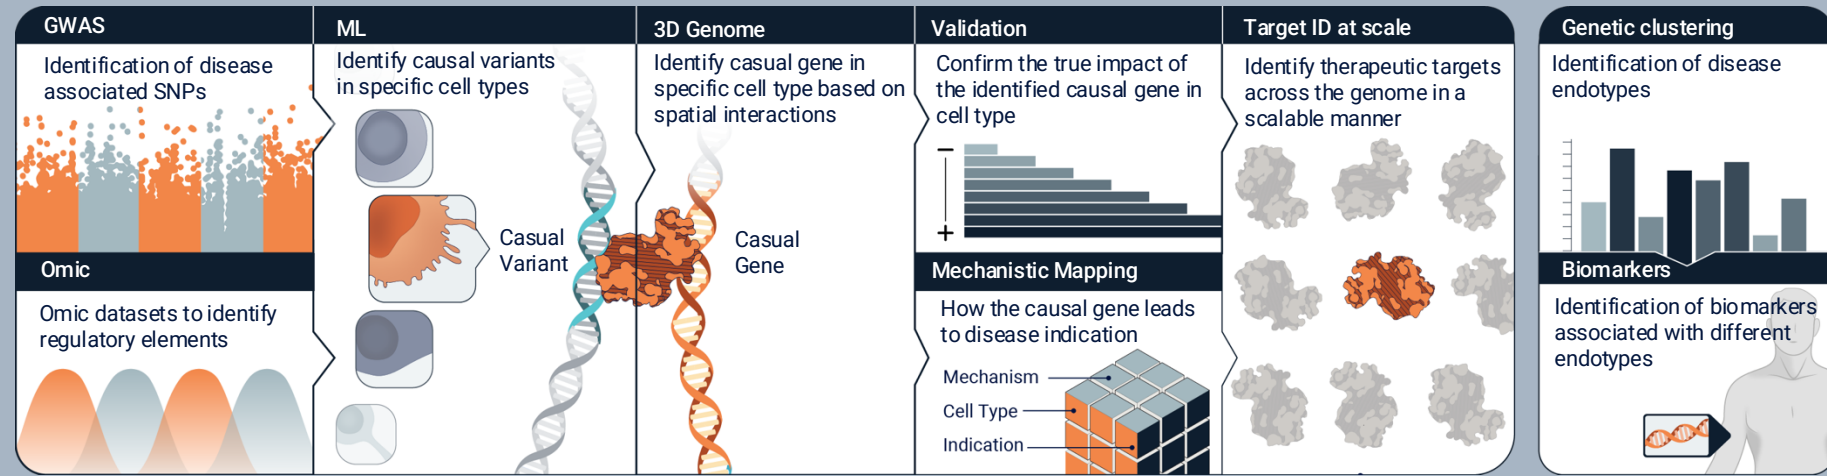 GWAS
Identification of disease
associated SNPs
Omic
Omic datasets to identify
regulatory elements
ML
Identify causal variants
in specific cell types
Casual
Variant
3D Genome
Identify casual gene in
specific cell type based on
spatial interactions
Casual
Gene
Validation
Confirm the true impact of
the identified causal gene in
cell type
−
+
Mechanistic Mapping
How the causal gene leads
to disease indication
Mechanism
Cell Type
Indication
Target ID at scale
Identify therapeutic targets
across the genome in a
scalable manner
Genetic clustering
Identification of disease
endotypes
Biomarkers
Identification of biomarkers
associated with different
endotypes